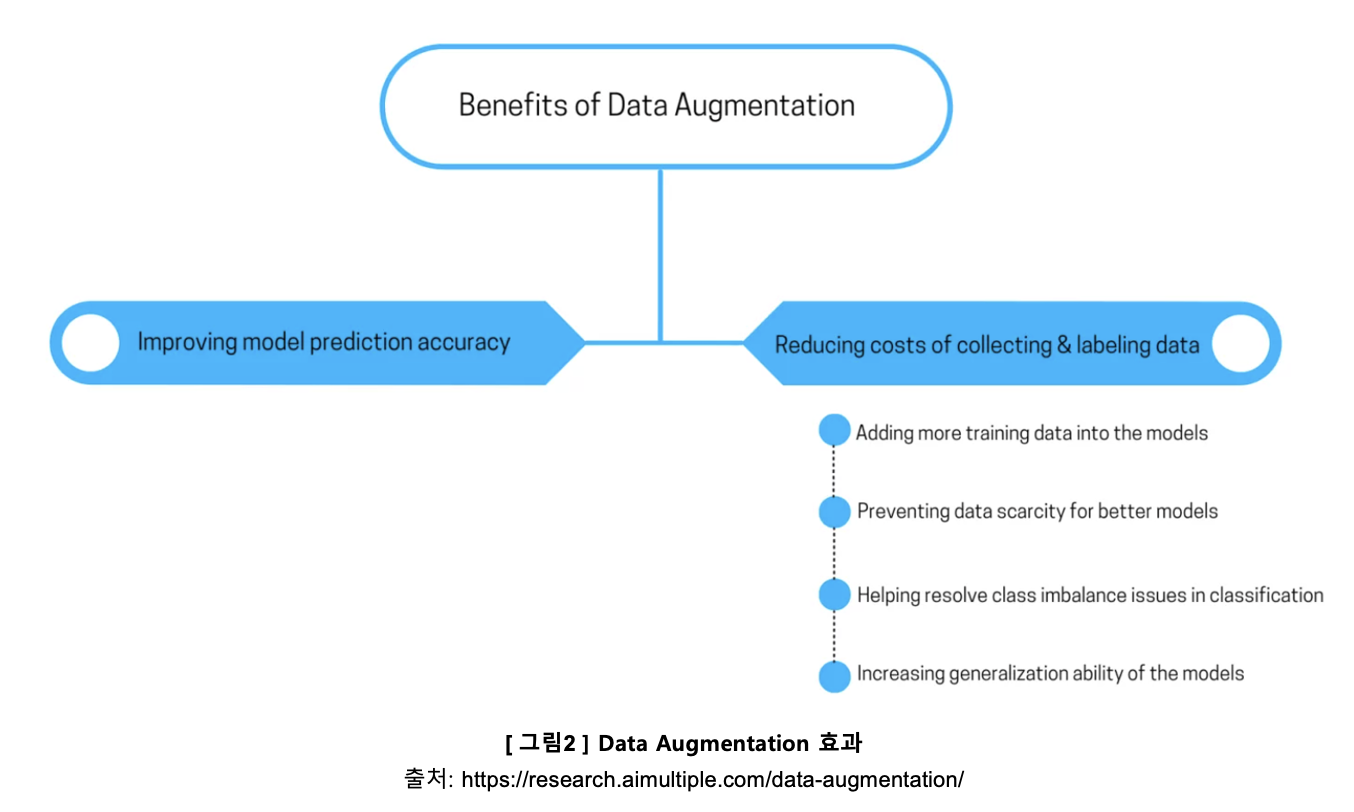 Benefits of Data Augmentation
Improving model prediction accuracy
Reducing costs of collecting & labeling data
Adding more training data into the models
Preventing data scarcity for better models
Helping resolve class imbalance issues in classification
Increasing generalization ability of the models
[ 그림2 ] Data Augmentation 효과
출처: https://research.aimultiple.com/data-augmentation/